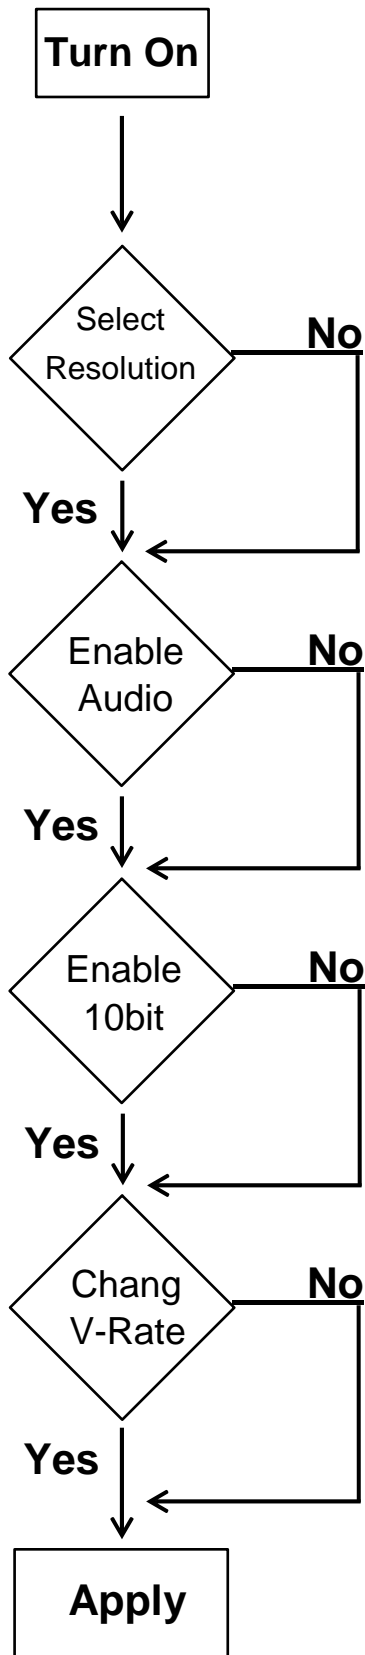 Turn On
Select
Resolution
No
Yes
Enable
Audio
No
Yes
Enable
10bit
No
Yes
Chang
V-Rate
No
Yes
Apply